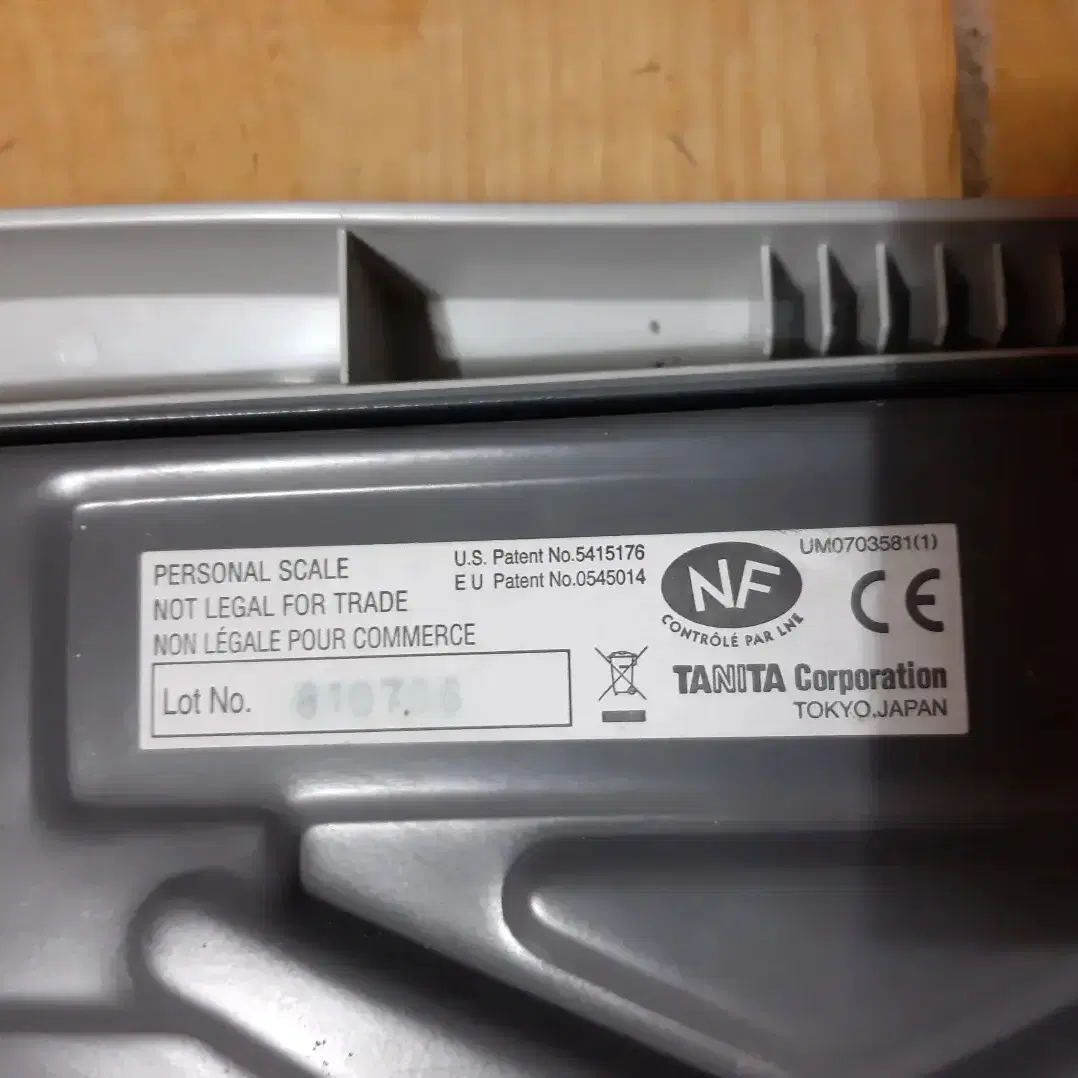 PERSONAL SCALE
NOT LEGAL FOR TRADE
NON LÉGALE POUR COMMERCE
Lot No.
U.S. Patent No.5415176
E U Patent No.0545014
NF
CONTRÔLÉ PAR LNE
UM0703581(1)
CE
TANITA Corporation
TOKYO,JAPAN